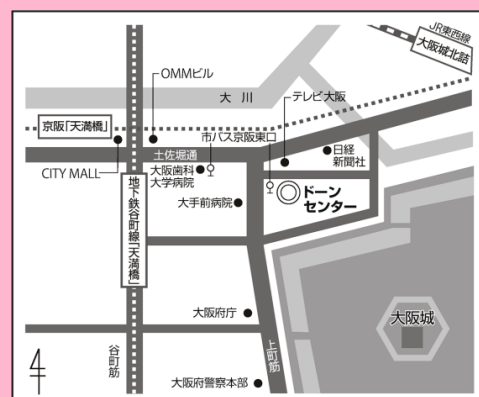 JR東西線
大阪城北詰
OMMビル
大川
テレビ大阪
京阪「天満橋」
市バス京阪東口
日経
新聞社
土佐堀通
CITY MALL
大阪歯科
大学病院
ドーン
センター
地下鉄谷町線「天満橋」
大手前病院
大阪城
大阪府庁
上町筋
谷町筋
大阪府警察本部